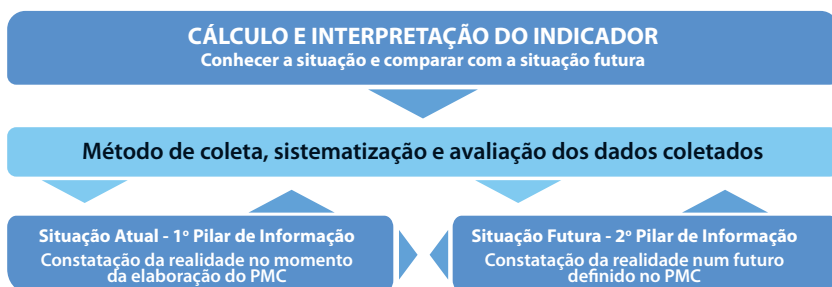 CÁLCULO E INTERPRETAÇÃO DO INDICADOR
Conhecer a situação e comparar com a situação futura
Método de coleta, sistematização e avaliação dos dados coletados
Situação Atual - 1º Pilar de Informação
Constatação da realidade no momento
da elaboração do PMC
Situação Futura - 2º Pilar de Informação
Constatação da realidade num futuro
definido no PMC